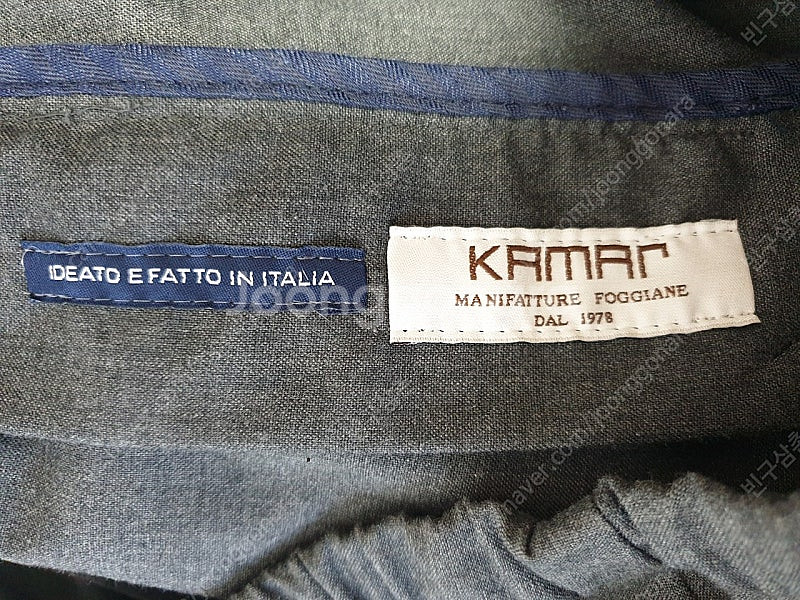 IDEATO E FATTO IN ITALIA
KAMAR
MANIFATTURE FOGGIANE
DAL 1978